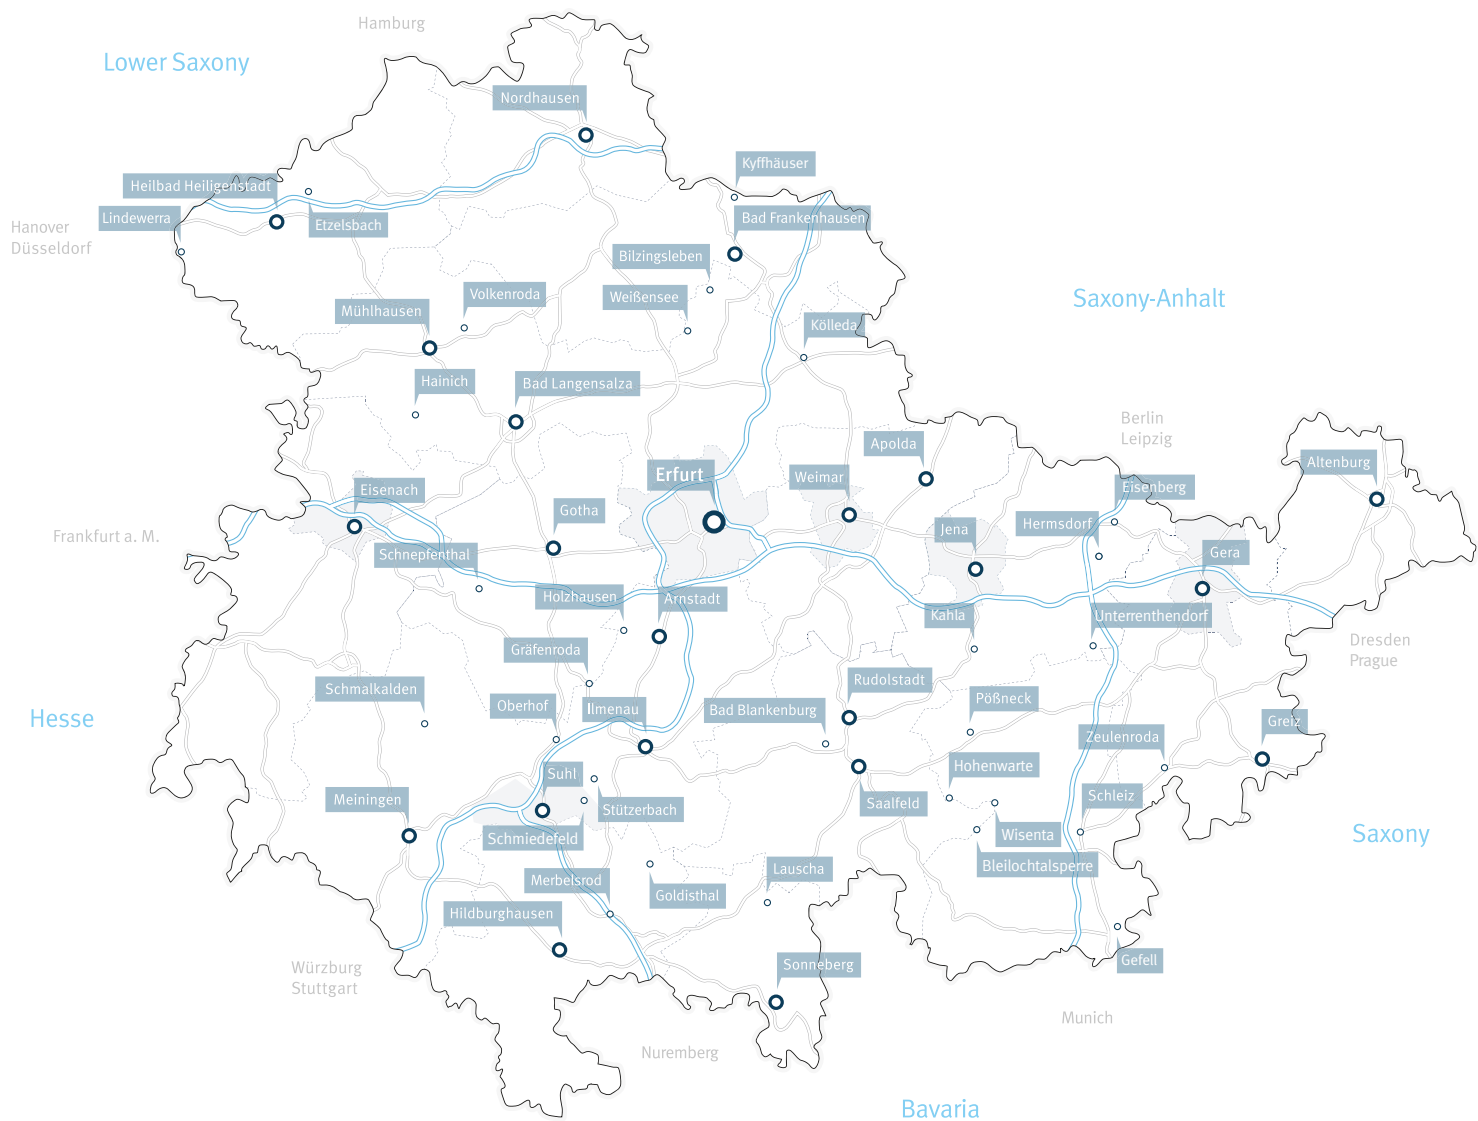 Hamburg
Lower Saxony
Nordhausen
Kyffhäuser
Heilbad Heiligenstadt
Lindewerra
Etzelsbach
Bad Frankenhausen
Hanover
Düsseldorf
Bilzingsleben
Volkenroda
Weißensee
Saxony-Anhalt
Mühlhausen
Kölleda
Hainich
Bad Langensalza
Berlin
Leipzig
Apolda
Altenburg
Erfurt
Weimar
Eisenach
Eisenberg
Gotha
Hermsdorf
Jena
Frankfurt a. M.
Schnepfenthal
Gera
Holzhausen
Arnstadt
Kahla
Unterrenthendorf
Dresden
Prague
Gräfenroda
Schmalkalden
Rudolstadt
Pößneck
Oberhof
Ilmenau
Bad Blankenburg
Hesse
Greiz
Zeulenroda
Hohenwarte
Suhl
Meiningen
Stützerbach
Saalfeld
Schleiz
Schmiedefeld
Wisenta
Saxony
Bleilochtalsperre
Lauscha
Merbelsrod
Goldisthal
Hildburghausen
Sonneberg
Gefell
Würzburg
Stuttgart
Munich
Nuremberg
Bavaria